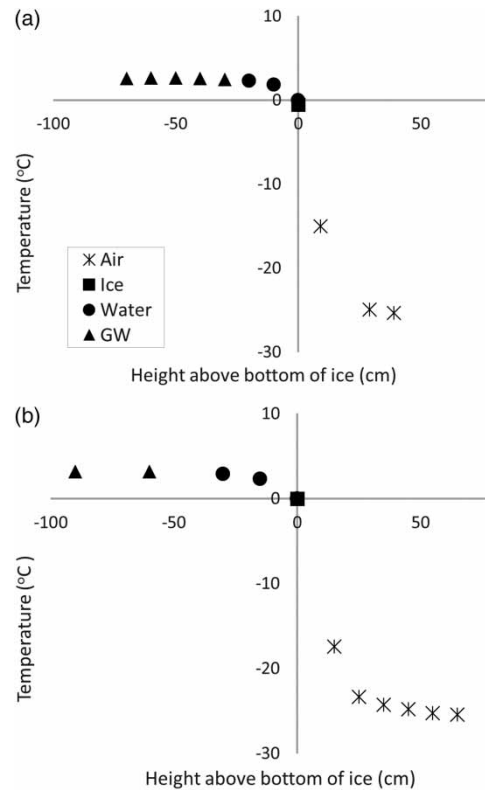 (a)
10
0
-100
-50
0
50
-10
-20
-30
Temperature (°C)
Air
Ice
Water
GW
Height above bottom of ice (cm)
(b)
10
0
-100
-50
0
50
-10
-20
-30
Temperature (°C )
Height above bottom of ice (cm)